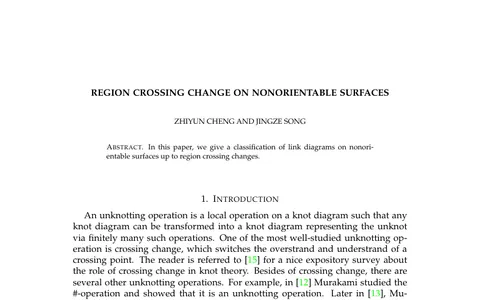 REGION CROSSING CHANGE ON NONORIENTABLE SURFACES
ZHIYUN CHENG AND JINGZE SONG
ABSTRACT. In this paper, we give a classification of link diagrams on nonori-
entable surfaces up to region crossing changes.
1. INTRODUCTION
An unknotting operation is a local operation on a knot diagram such that any
knot diagram can be transformed into a knot diagram representing the unknot
via finitely many such operations. One of the most well-studied unknotting op-
eration is crossing change, which switches the overstrand and understrand of a
crossing point. The reader is referred to [15] for a nice expository survey about
the role of crossing change in knot theory. Besides of crossing change, there are
several other unknotting operations. For example, in [12] Murakami studied the
#-operation and showed that it is an unknotting operation. Later in [13], Mu-